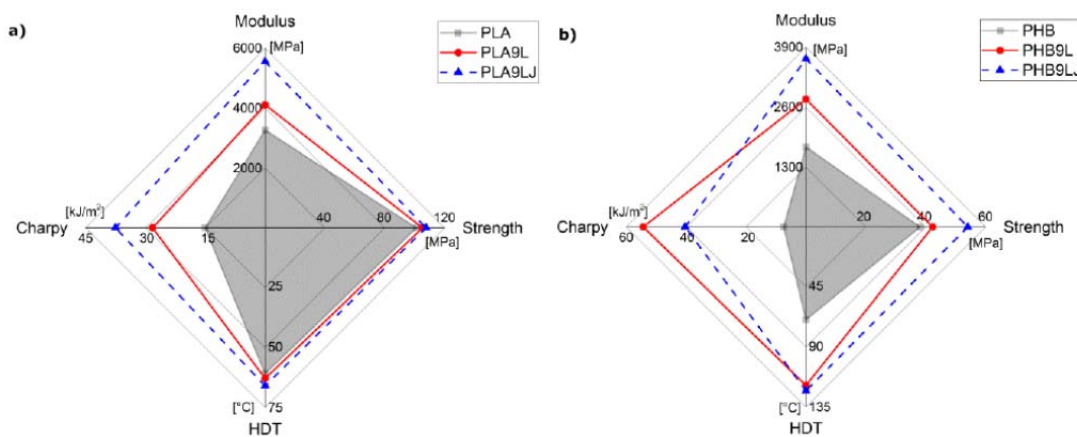 a)
Modulus
6000
[MPa]
PLA
PLA9L
PLA9LJ
4000
2000
[kJ/m²]
Charpy
45
30
15
40
80
120
Strength
[MPa]
25
50
[°C]
75
HDT
b)
Modulus
3900
[MPa]
PHB
PHB9L
PHB9LJ
2600
1300
[kJ/m²]
Charpy
60
40
20
20
40
60
Strength
[MPa]
45
90
[°C]
135
HDT